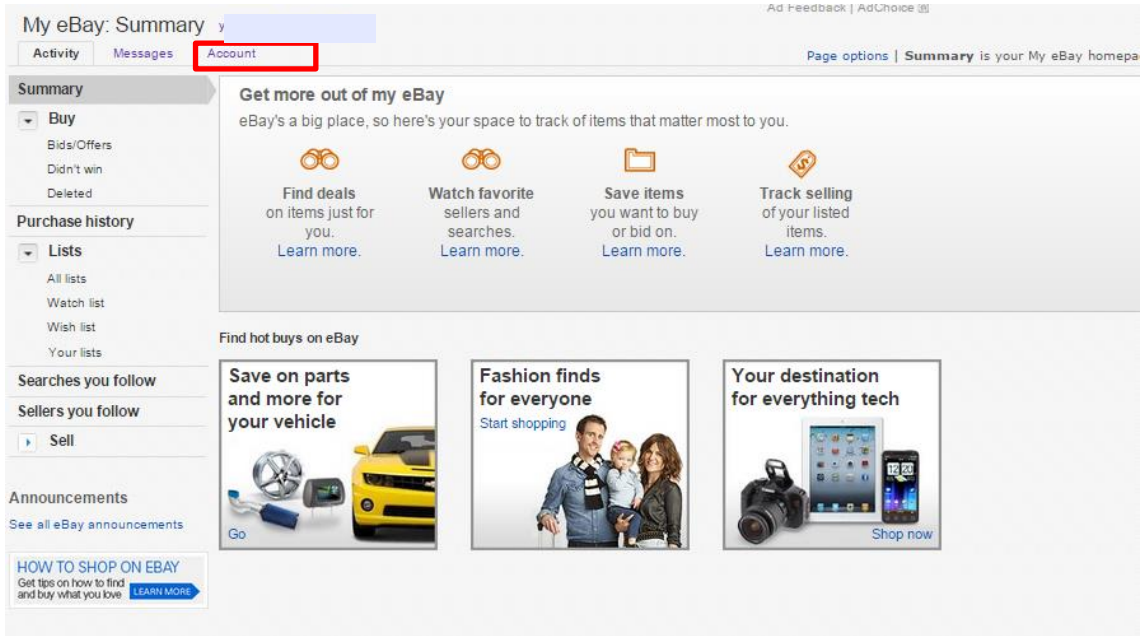 Ad Feedback | AdChoice
My eBay: Summary y
Activity Messages Account
Page options | Summary is your My eBay homepa
Summary
Buy
Bids/Offers
Didn't win
Deleted
Purchase history
Lists
All lists
Watch list
Wish list
Your lists
Searches you follow
Sellers you follow
Sell
Announcements
See all eBay announcements
HOW TO SHOP ON EBAY
Get tips on how to find
and buy what you love LEARN MORE
Get more out of my eBay
eBay's a big place, so here's your space to track of items that matter most to you.
Find deals
on items just for
you.
Learn more.
Watch favorite
sellers and
searches.
Learn more.
Save items
you want to buy
or bid on.
Learn more.
Track selling
of your listed
items.
Learn more.
Find hot buys on eBay
Save on parts
and more for
your vehicle
Go
Fashion finds
for everyone
Start shopping
Your destination
for everything tech
12 23
Shop now